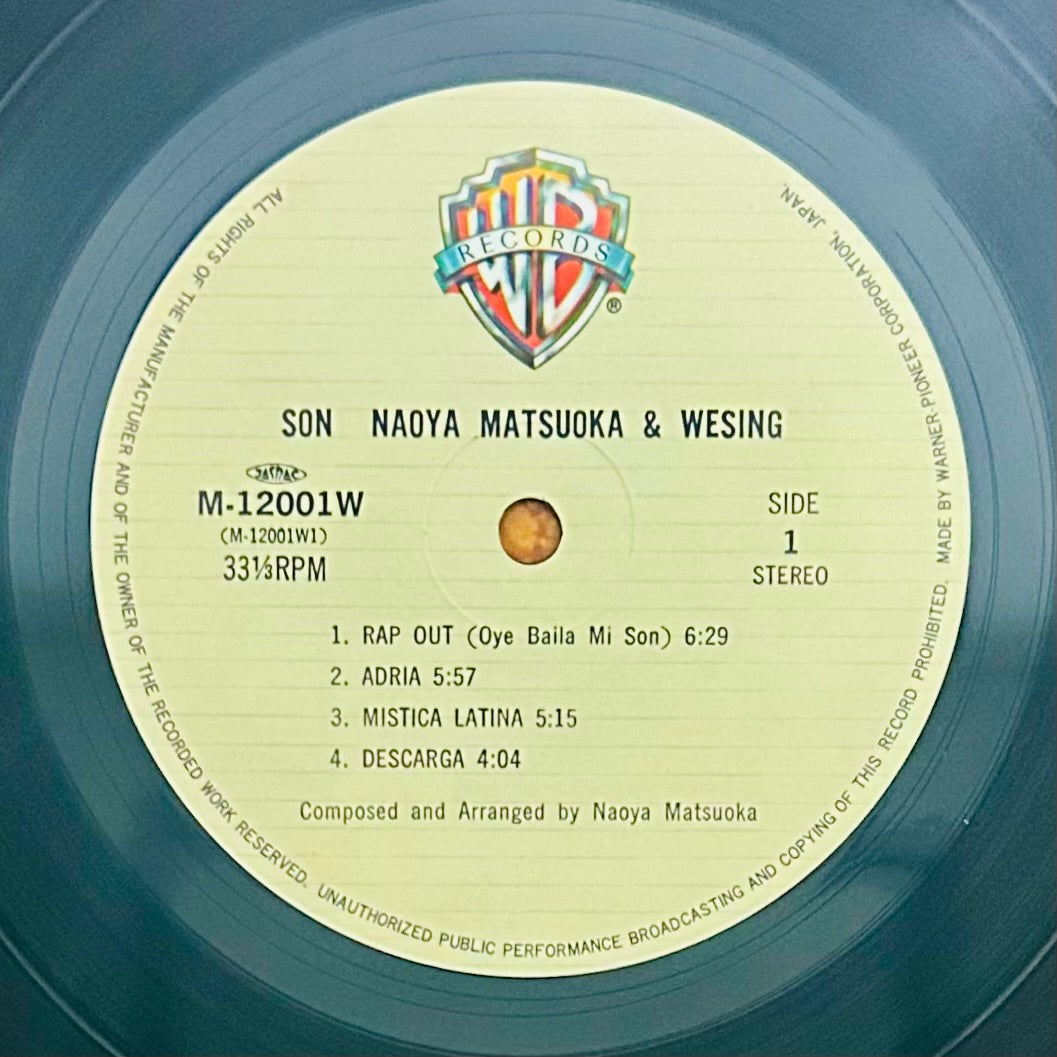 WB
RECORDS
®
SON NAOYA MATSUOKA & WESING
JASRAC
M-12001W
(M-12001W1)
33⅓RPM
SIDE
1
STEREO
1. RAP OUT (Oye Baila Mi Son) 6:29
2. ADRIA 5:57
3. MISTICA LATINA 5:15
4. DESCARGA 4:04
Composed and Arranged by Naoya Matsuoka
ALL RIGHTS OF THE MANUFACTURER AND OF THE OWNER OF THE RECORDED WORK RESERVED. UNAUTHORIZED PUBLIC PERFORMANCE BROADCASTING AND COPYING OF THIS RECORD PROHIBITED. MADE BY WARNER-PIONEER CORPORATION, JAPAN.